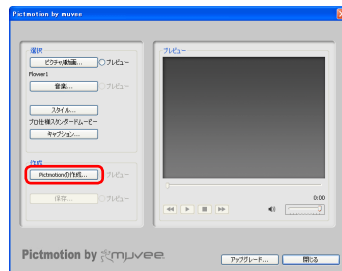 Pictmotion by muvee
選択
ピクチャ/動画...
プレビュー
Flower1
音楽...
プレビュー
スタイル...
プロ仕様スタンダードムービー
キャプション...
作成
Pictmotionの作成...
プレビュー
保存...
プレビュー
プレビュー
0:00
Pictmotion by muvee
アップグレード...
閉じる